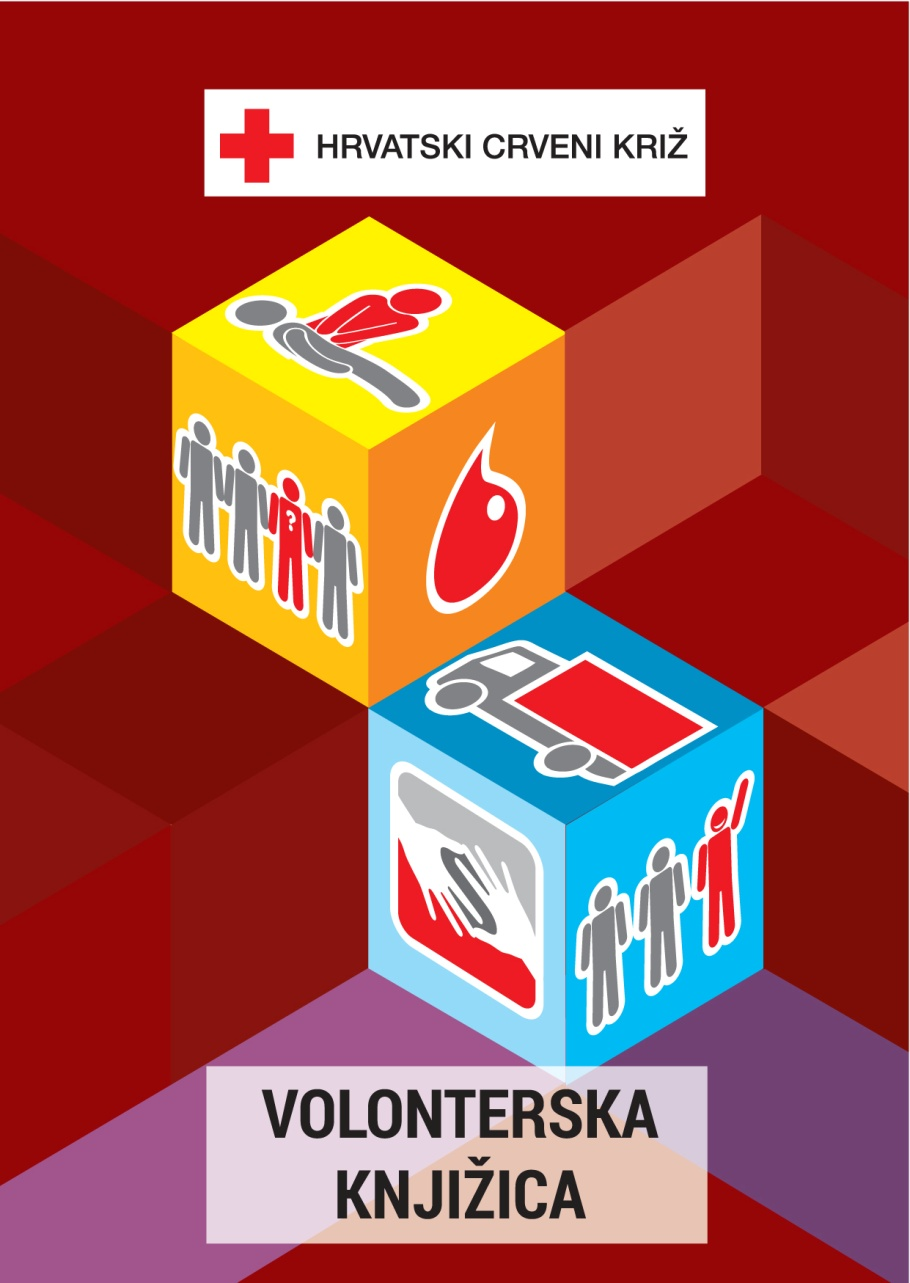 HRVATSKI CRVENI KRIŽ
?
VOLONTERSKA
KNJIŽICA